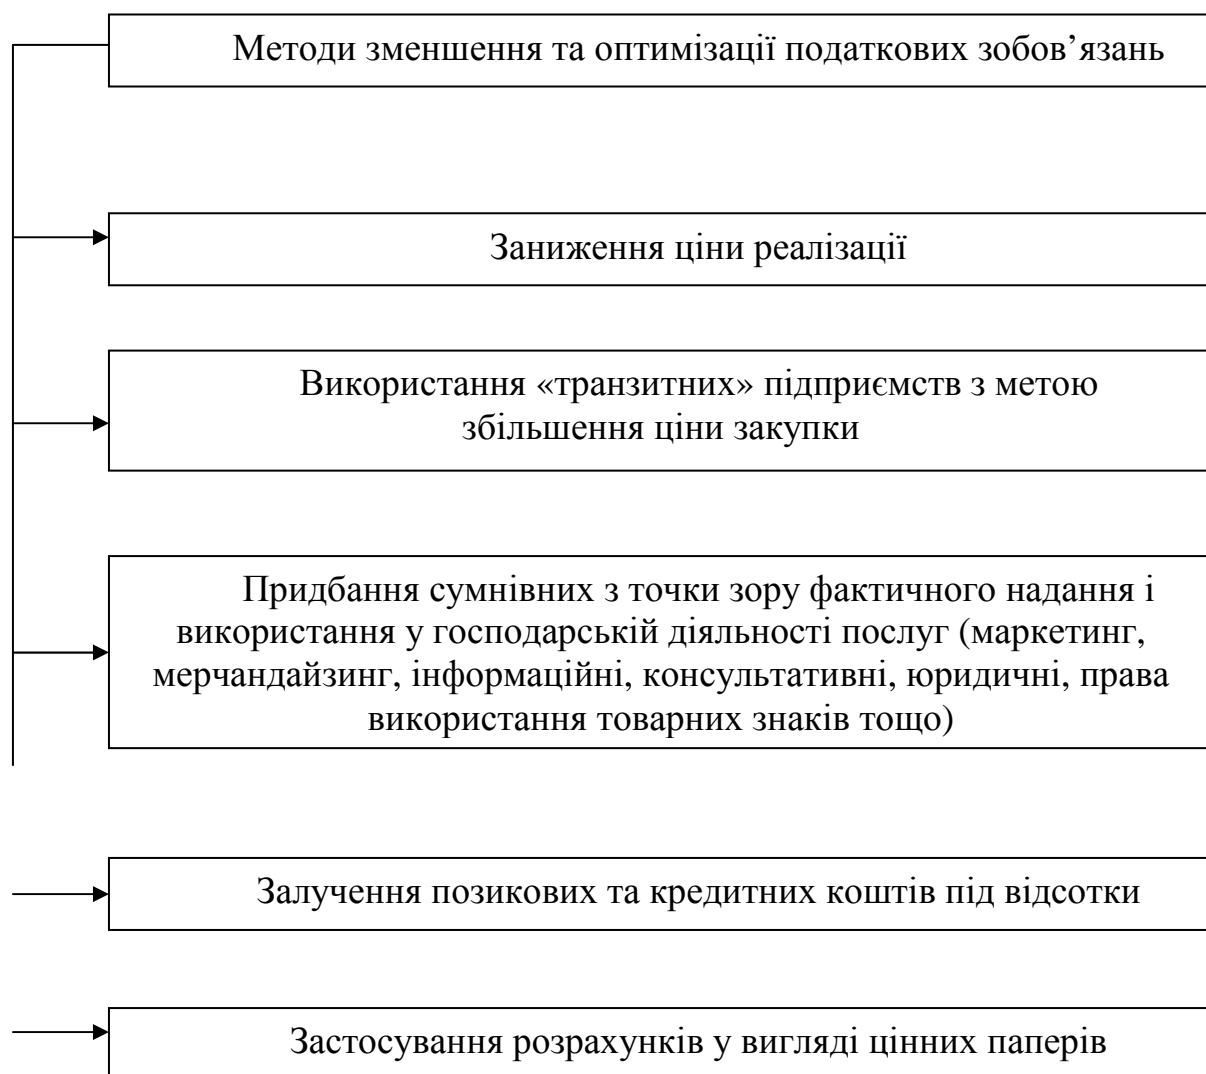 Методи зменшення та оптимізації податкових зобов’язань
Заниження ціни реалізації
Використання «транзитних» підприємств з метою
збільшення ціни закупки
Придбання сумнівних з точки зору фактичного надання і
використання у господарській діяльності послуг (маркетинг,
мерчандайзинг, інформаційні, консультативні, юридичні, права
використання товарних знаків тощо)
Залучення позикових та кредитних коштів під відсотки
Застосування розрахунків у вигляді цінних паперів